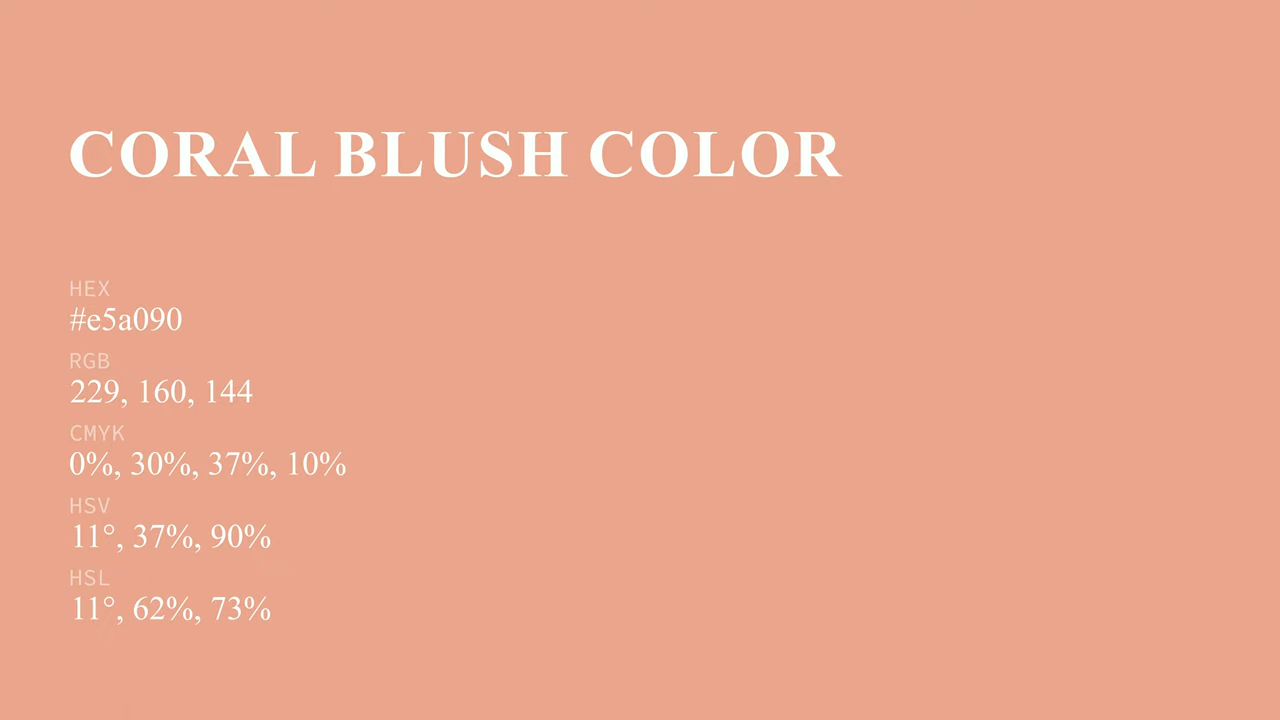 CORAL BLUSH COLOR
HEX
#e5a090
RGB
229, 160, 144
CMYK
0%, 30%, 37%, 10%
HSV
11°, 37%, 90%
HSL
11°, 62%, 73%